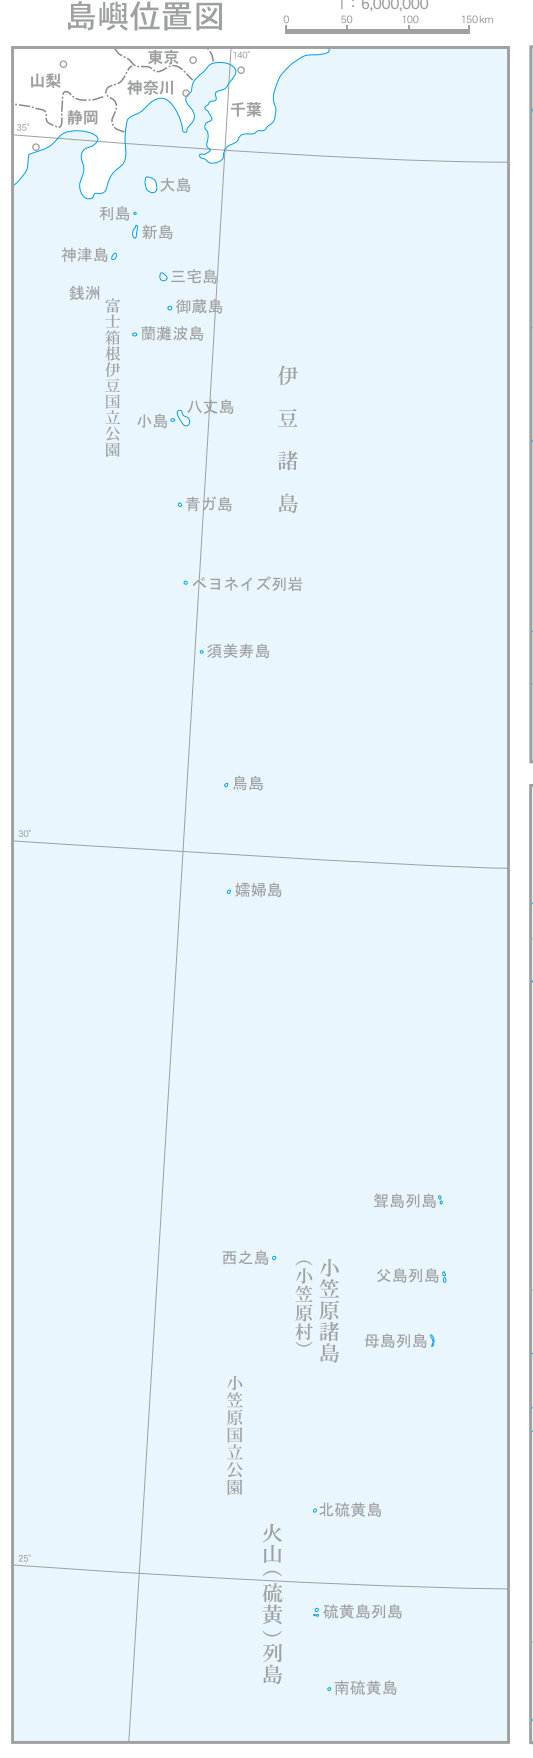 島嶼位置図
1：6,000,000
0 50 100 150km
140°
東京
山梨
神奈川
千葉
静岡
35°
大島
利島
新島
神津島
三宅島
銭洲
御蔵島
富士箱根伊豆国立公園
蘭灘波島
伊豆諸島
八丈島
小島
青ガ島
ベヨネイズ列岩
須美寿島
鳥島
30°
孀婦島
聟島列島
西之島
父島列島
小笠原諸島
（小笠原村）
母島列島
小笠原国立公園
北硫黄島
火山（硫黄）列島
25°
硫黄島列島
南硫黄島